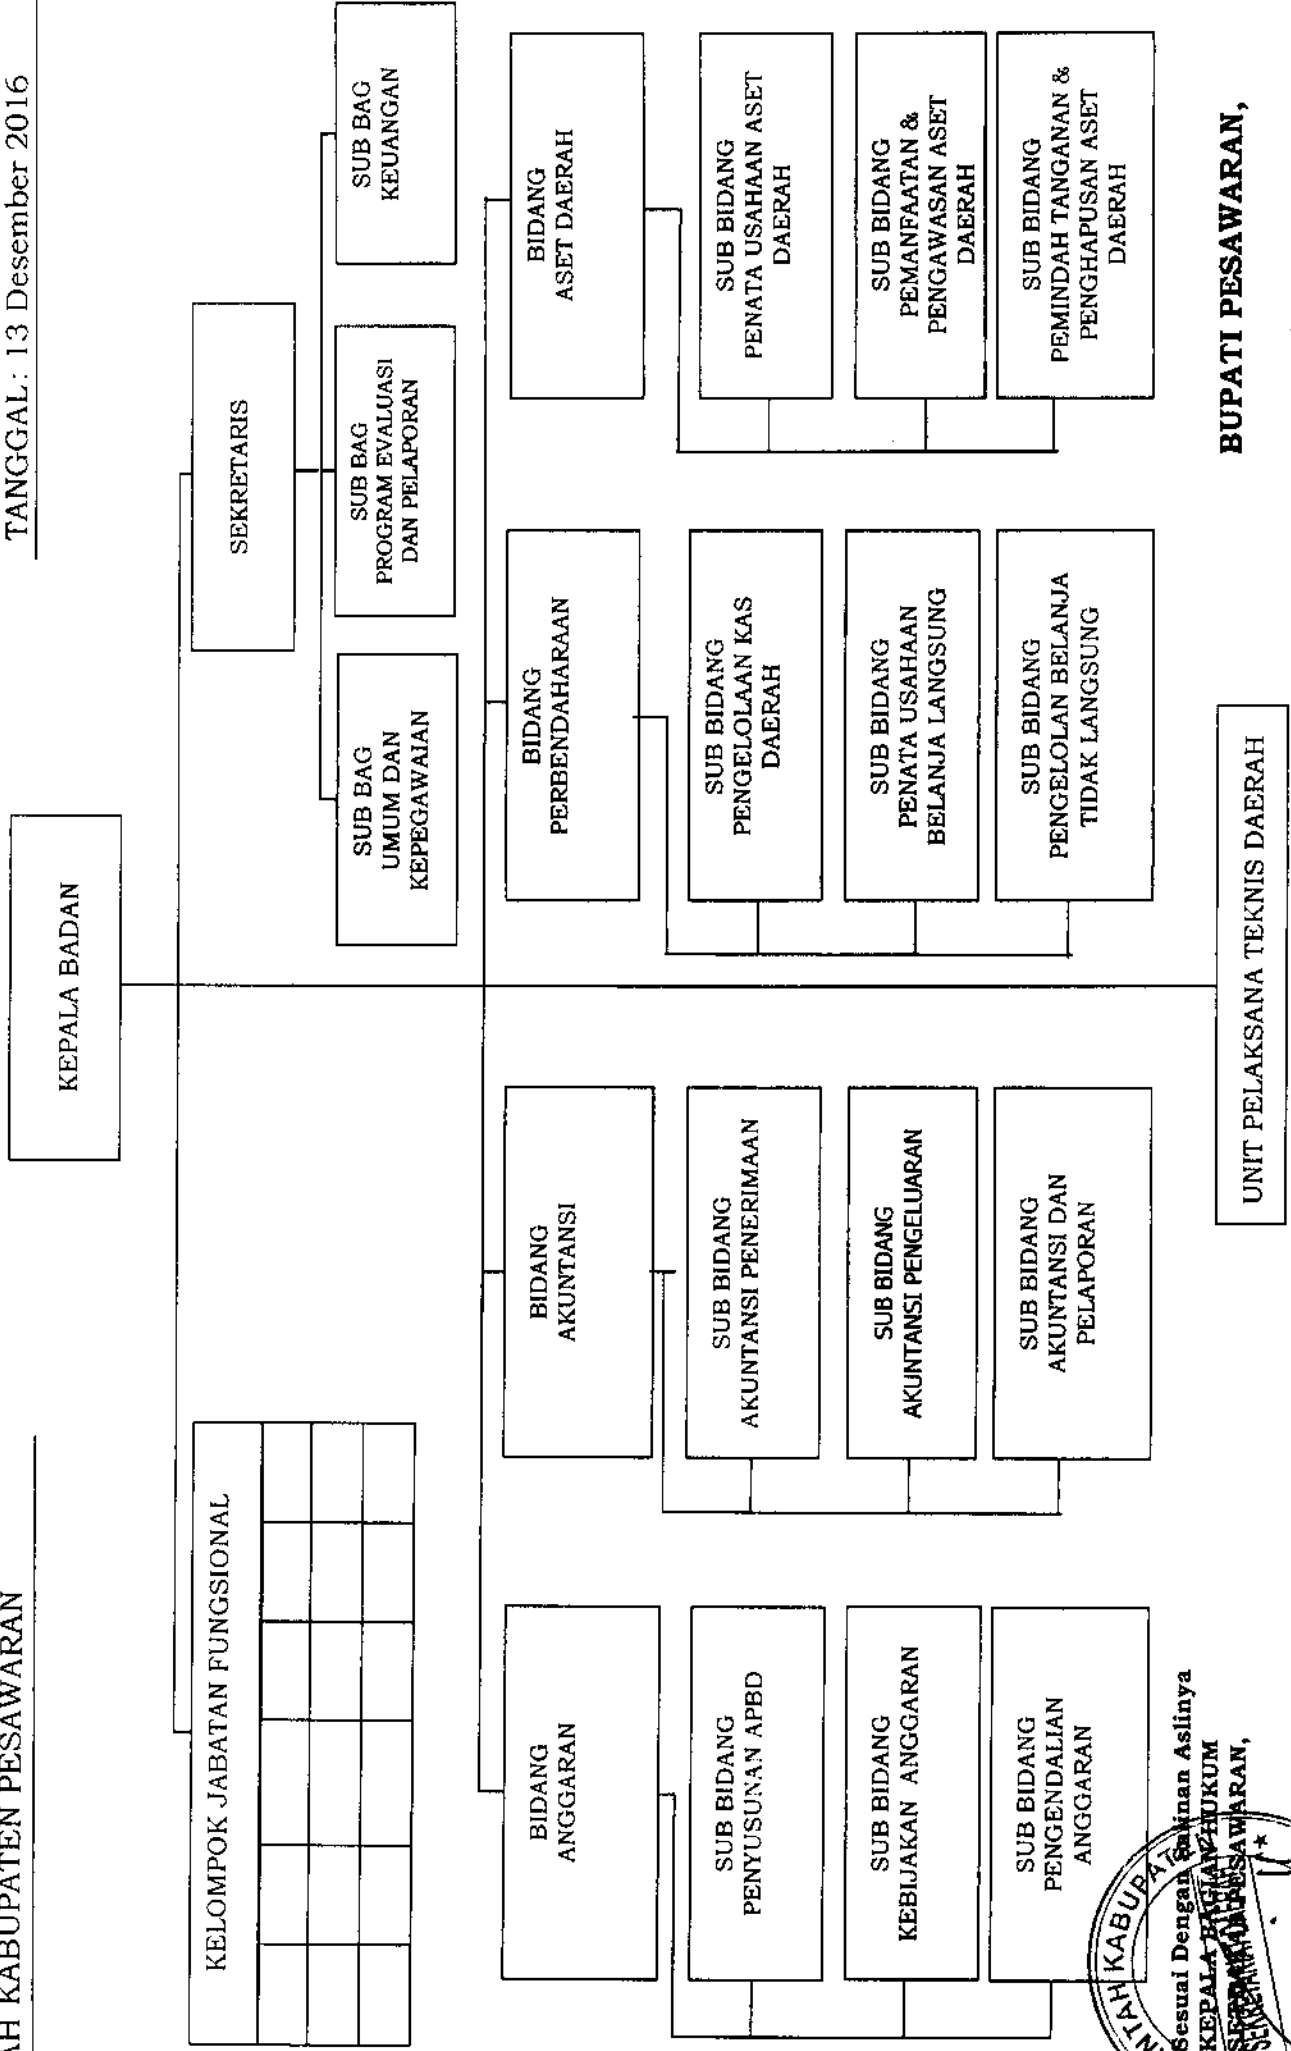 AH KABUPATEN PESAWARAN
TANGGAL : 13 Desember 2016
KEPALA BADAN
KELOMPOK JABATAN FUNGSIONAL
SEKRETARIS
SUB BAG
UMUM DAN
KEPEGAWAIAN
SUB BAG
PROGRAM EVALUASI
DAN PELAPORAN
SUB BAG
KEUANGAN
BIDANG
ANGGARAN
SUB BIDANG
PENYUSUNAN APBD
SUB BIDANG
KEBIJAKAN ANGGARAN
SUB BIDANG
PENGENDALIAN
ANGGARAN
BIDANG
AKUNTANSI
SUB BIDANG
AKUNTANSI PENERIMAAN
SUB BIDANG
AKUNTANSI PENGELUARAN
SUB BIDANG
AKUNTANSI DAN
PELAPORAN
BIDANG
PERBENDAHARAAN
SUB BIDANG
PENGELOLAAN KAS
DAERAH
SUB BIDANG
PENATA USAHAAN
BELANJA LANGSUNG
SUB BIDANG
PENGELOLAN BELANJA
TIDAK LANGSUNG
BIDANG
ASET DAERAH
SUB BIDANG
PENATA USAHAAN ASET
DAERAH
SUB BIDANG
PEMANFAATAN &
PENGAWASAN ASET
DAERAH
SUB BIDANG
PEMINDAH TANGANAN &
PENGHAPUSAN ASET
DAERAH
UNIT PELAKSANA TEKNIS DAERAH
BUPATI PESAWARAN,
Sesuai Dengan Salinan Aslinya
KEPALA BAGIAN HUKUM
PESAWARAN,
NTAH KABUPAT